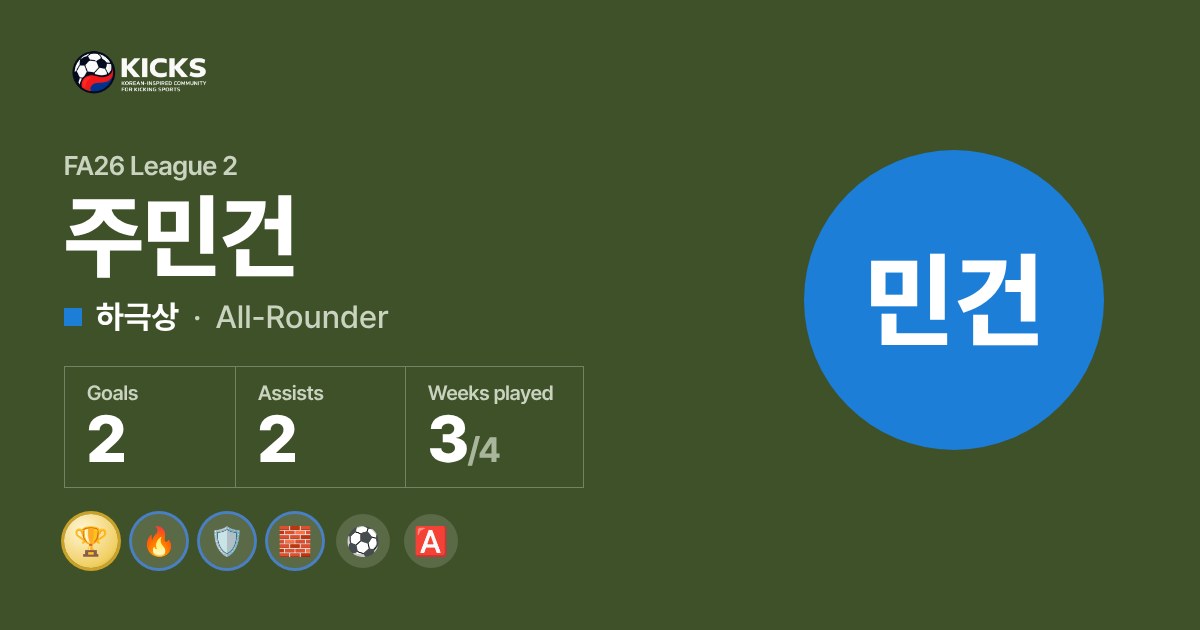 KICKS
KOREAN-INSPIRED COMMUNITY
FOR KICKING SPORTS
FA26 League 2
주민건
하극상 · All-Rounder
Goals Assists Weeks played
2 2 3/4
A
민건